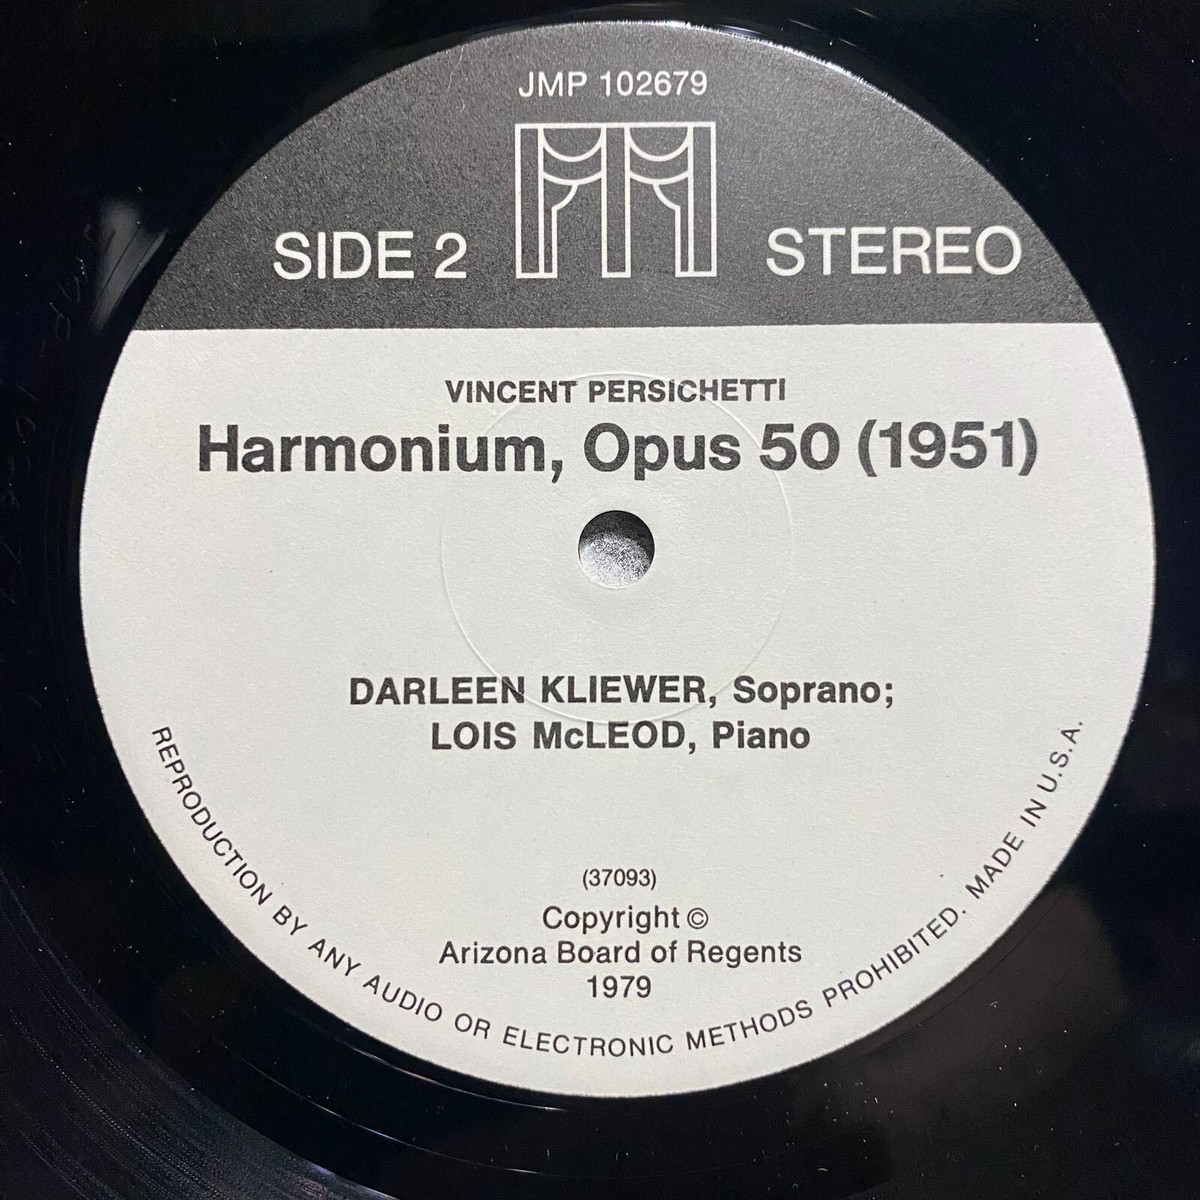 JMP 102679
SIDE 2
STEREO
VINCENT PERSICHETTI
Harmonium, Opus 50 (1951)
DARLEEN KLIEWER, Soprano;
LOIS McLEOD, Piano
(37093)
Copyright ©
Arizona Board of Regents
1979
REPRODUCTION BY ANY AUDIO OR ELECTRONIC METHODS PROHIBITED. MADE IN U.S.A.